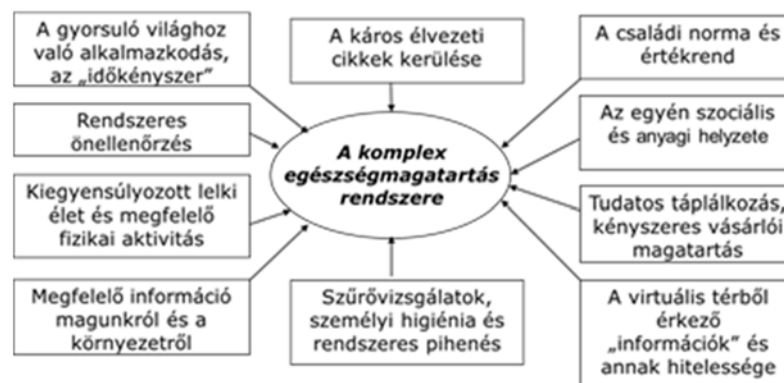 A gyorsuló világhoz
való alkalmazkodás,
az „időkényszer”
Rendszeres
önellenőrzés
Kiegyensúlyozott lelki
élet és megfelelő
fizikai aktivitás
Megfelelő információ
magunkról és a
környezetről
A káros élvezeti
cikkek kerülése
A komplex
egészségmagatartás
rendszere
Szűrővizsgálatok,
személyi higiénia és
rendszeres pihenés
A családi norma és
értékrend
Az egyén szociális
és anyagi helyzete
Tudatos táplálkozás,
kényszeres vásárlói
magatartás
A virtuális térből
érkező
„információk” és
annak hitelessége